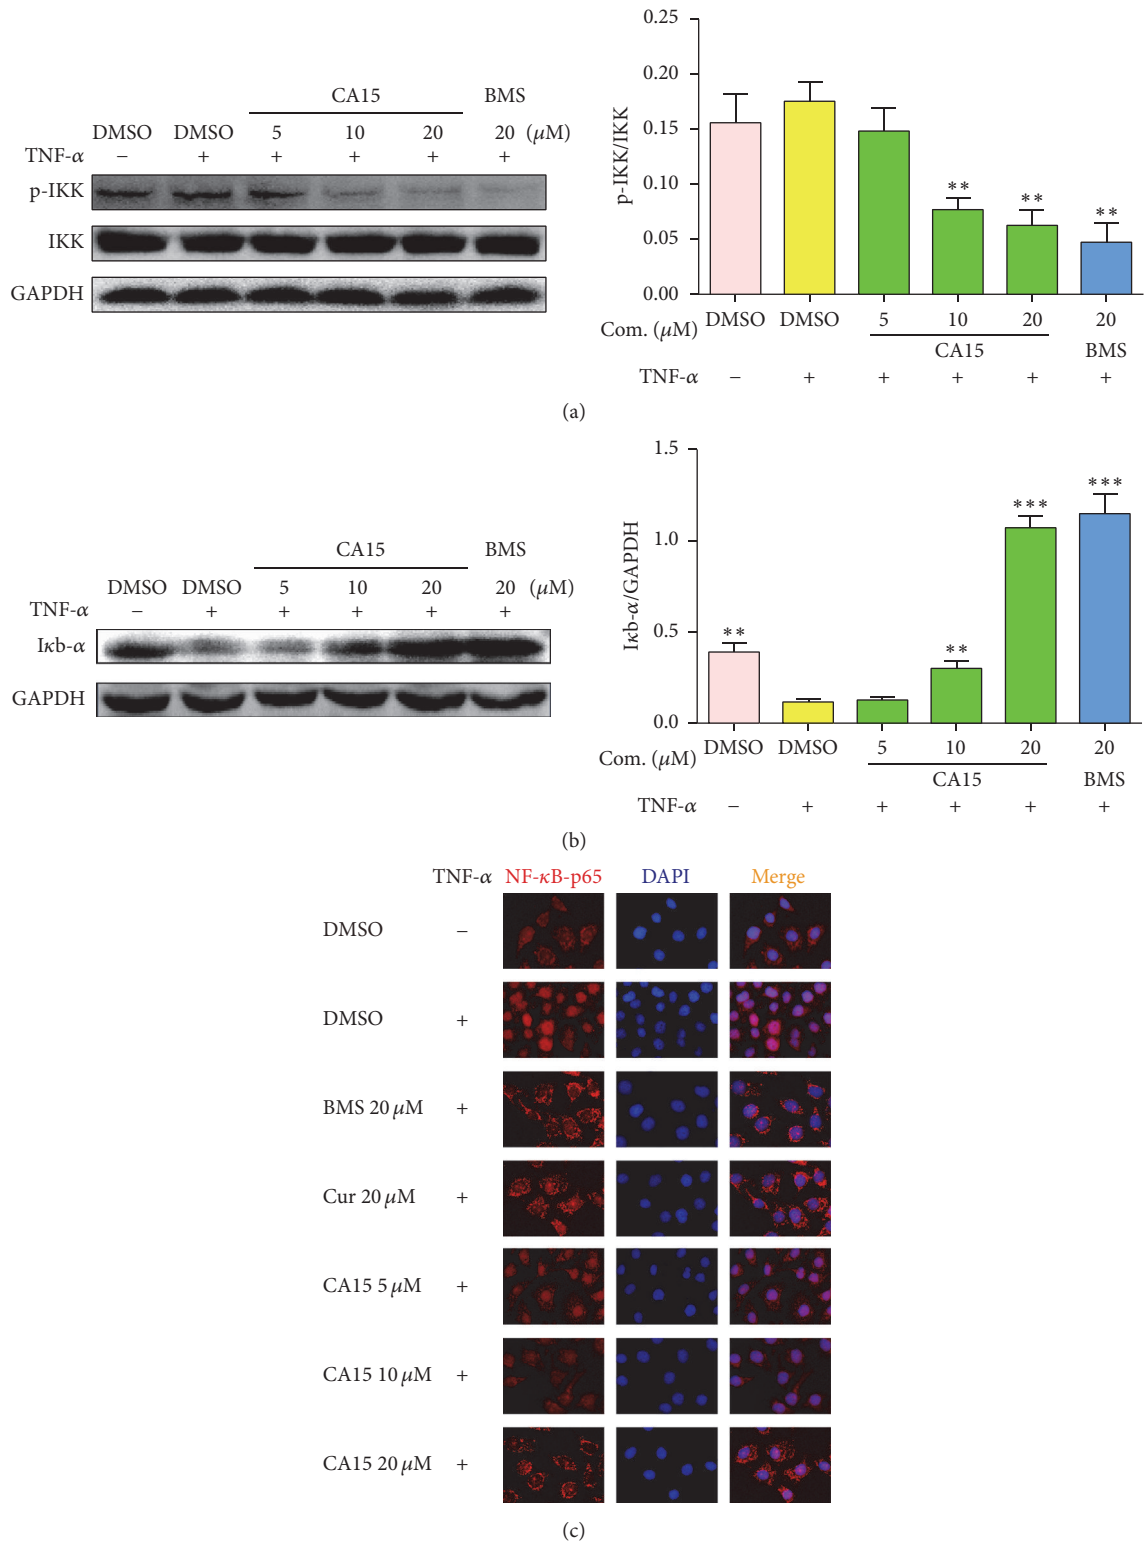 CA15 BMS
DMSO DMSO 5 10 20 20 (μM)
TNF-α − + + + + +
p-IKK
IKK
GAPDH
0.25
0.20
0.15
0.10
0.05
0.00
p-IKK/IKK
** ** **
Com. (μM) DMSO DMSO 5 10 20 20
CA15 BMS
TNF-α − + + + + +
(a)
CA15 BMS
DMSO DMSO 5 10 20 20 (μM)
TNF-α − + + + + +
Iκb-α
GAPDH
1.5
1.0
0.5
0.0
Iκb-α/GAPDH
** ** *** ***
Com. (μM) DMSO DMSO 5 10 20 20
CA15 BMS
TNF-α − + + + + +
(b)
TNF-α NF-κB-p65 DAPI Merge
DMSO −
DMSO +
BMS 20 μM +
Cur 20 μM +
CA15 5 μM +
CA15 10 μM +
CA15 20 μM +
(c)